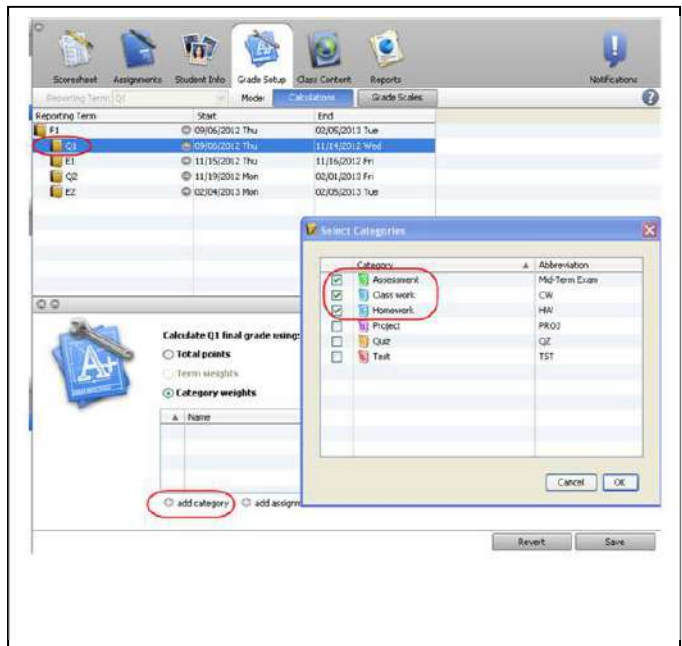 Scoresheet Assignments Student Info Grade Setup Class Content Reports Notifications
Reporting Term: Q1 Mode: Calculations Grade Scales ?
Reporting Term Start End
F1 09/06/2012 Thu 02/05/2013 Tue
Q1 09/06/2012 Thu 11/14/2012 Wed
E1 11/15/2012 Thu 11/16/2012 Fri
Q2 11/19/2012 Mon 02/01/2013 Fri
E2 02/04/2013 Mon 02/05/2013 Tue
Select Categories
Category Abbreviation
Assessment Mid-Term Exam
Class work CW
Homework HW
Project PROJ
Quiz QZ
Test TST
Cancel OK
Calculate Q1 final grade using:
Total points
Term weights
Category weights
Name
add category add assignm
Revert Save